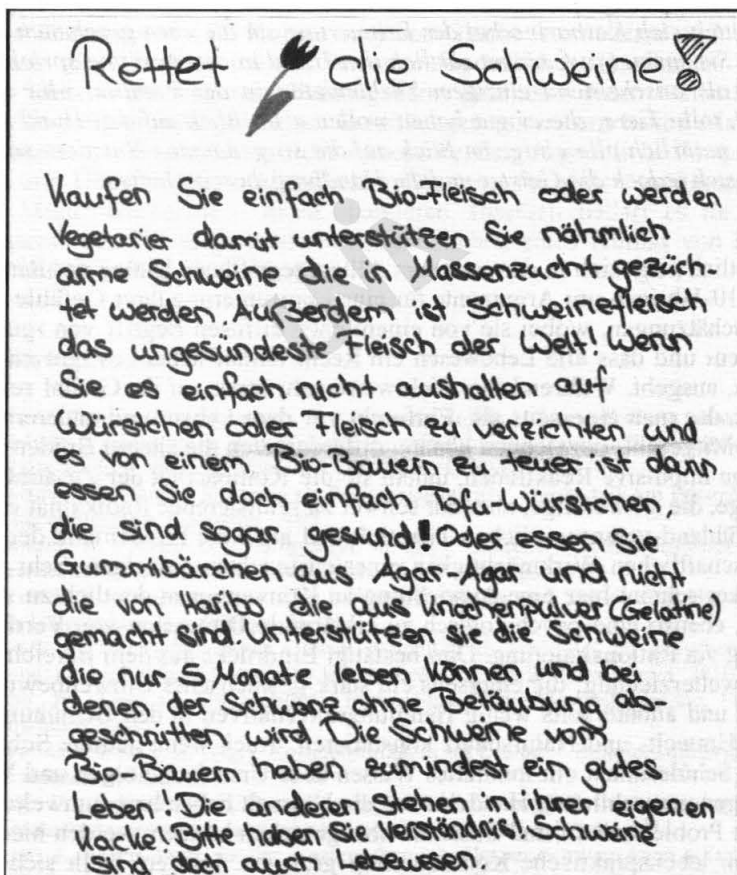 Rettet die Schweine!
Kaufen Sie einfach Bio-Fleisch oder werden
Vegetarier damit unterstützen Sie nähmlich
arme Schweine die in Massenzucht gezüch-
tet werden. Außerdem ist Schweinefleisch
das ungesündeste Fleisch der Welt! Wenn
Sie es einfach nicht aushalten auf
Würstchen oder Fleisch zu verzichten und
es von einem Bio-Bauern zu teuer ist dann
essen Sie doch einfach Tofu-Würstchen,
die sind sogar gesund! Oder essen Sie
Gummibärchen aus Agar-Agar und nicht
die von Haribo die aus Knochenpulver (Gelatine)
gemacht sind. Unterstützen sie die Schweine,
die nur 5 Monate leben können und bei
denen der Schwanz ohne Betäubung ab-
geschnitten wird. Die Schweine vom
Bio-Bauern haben zumindest ein gutes
Leben! Die anderen stehen in ihrer eigenen
Kacke! Bitte haben Sie Verständnis! Schweine
sind doch auch Lebewesen.